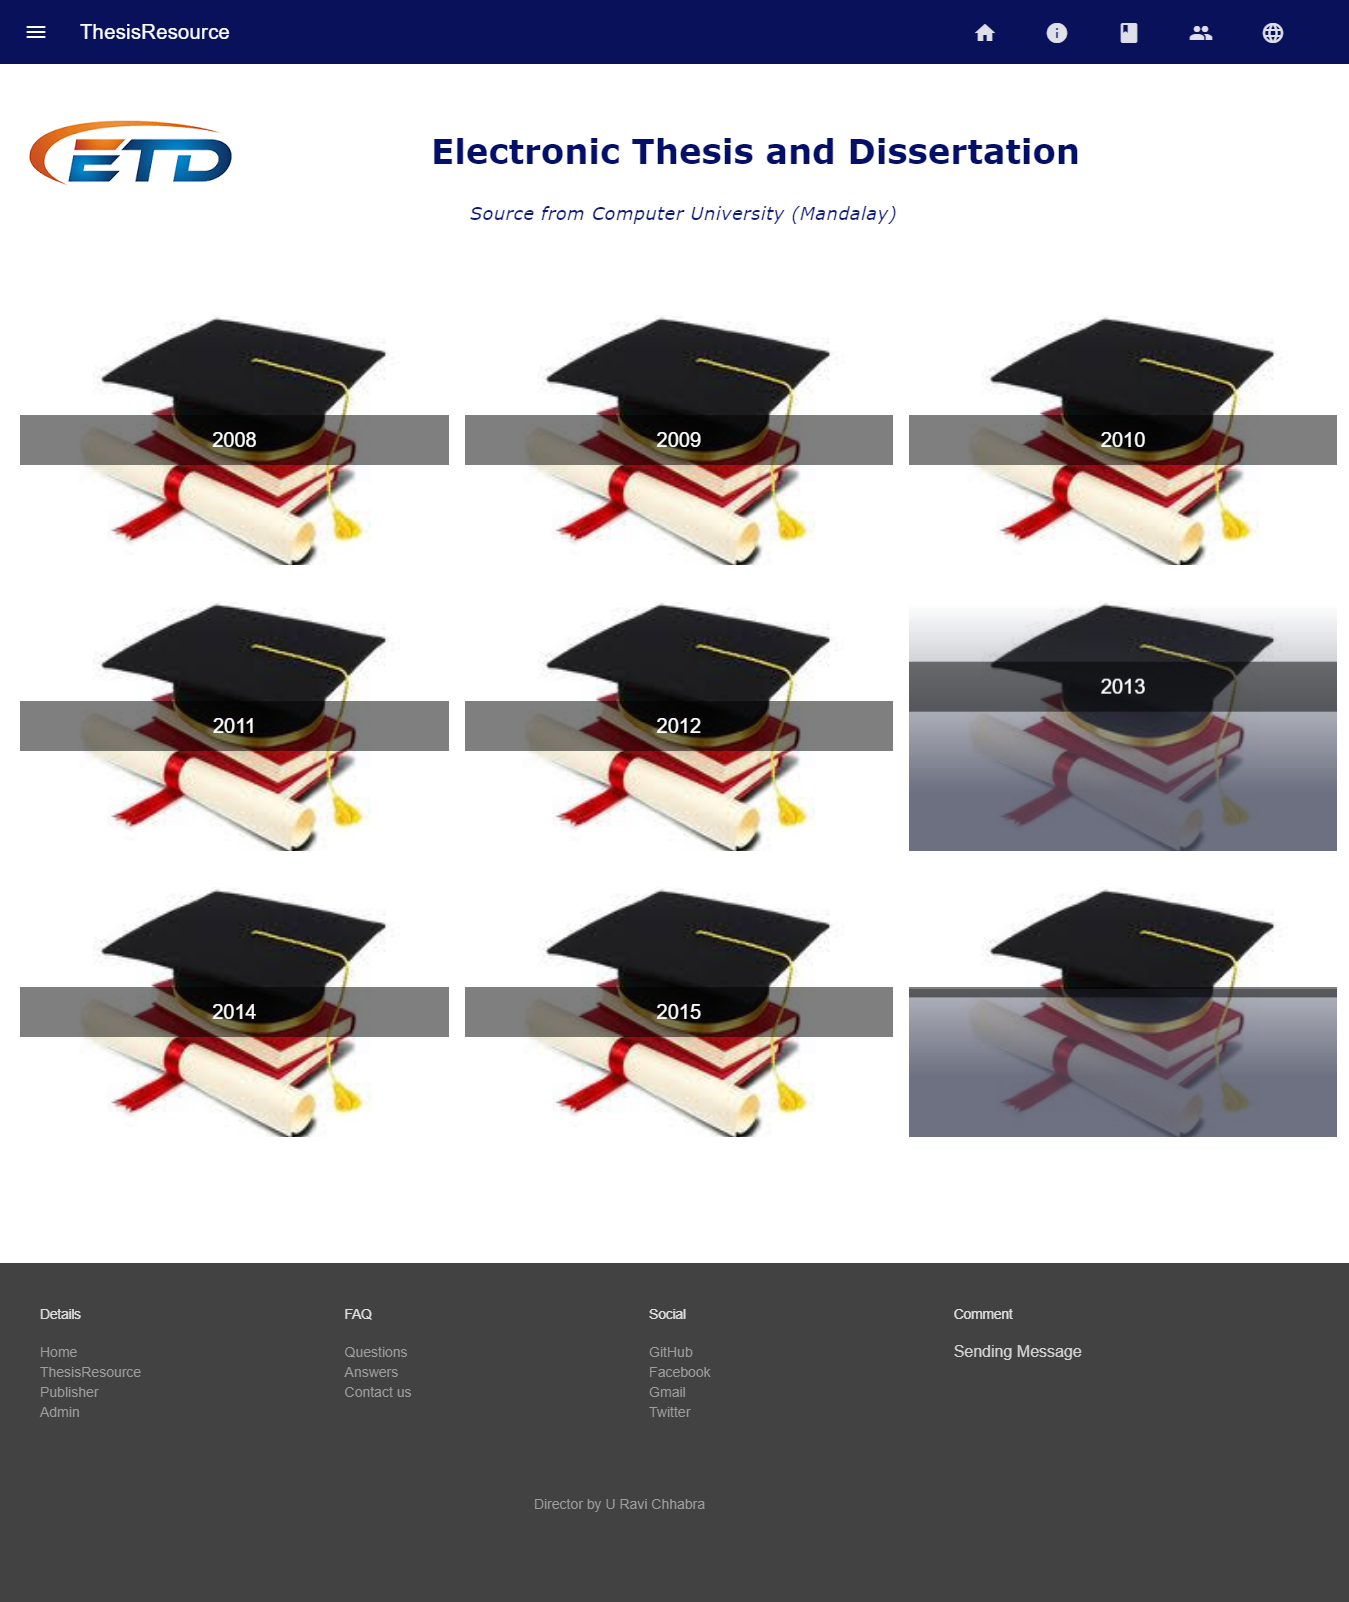 ThesisResource
ETD
Electronic Thesis and Dissertation
Source from Computer University (Mandalay)
2008
2009
2010
2011
2012
2013
2014
2015
Details
Home
ThesisResource
Publisher
Admin
FAQ
Questions
Answers
Contact us
Social
GitHub
Facebook
Gmail
Twitter
Comment
Sending Message
Director by U Ravi Chhabra